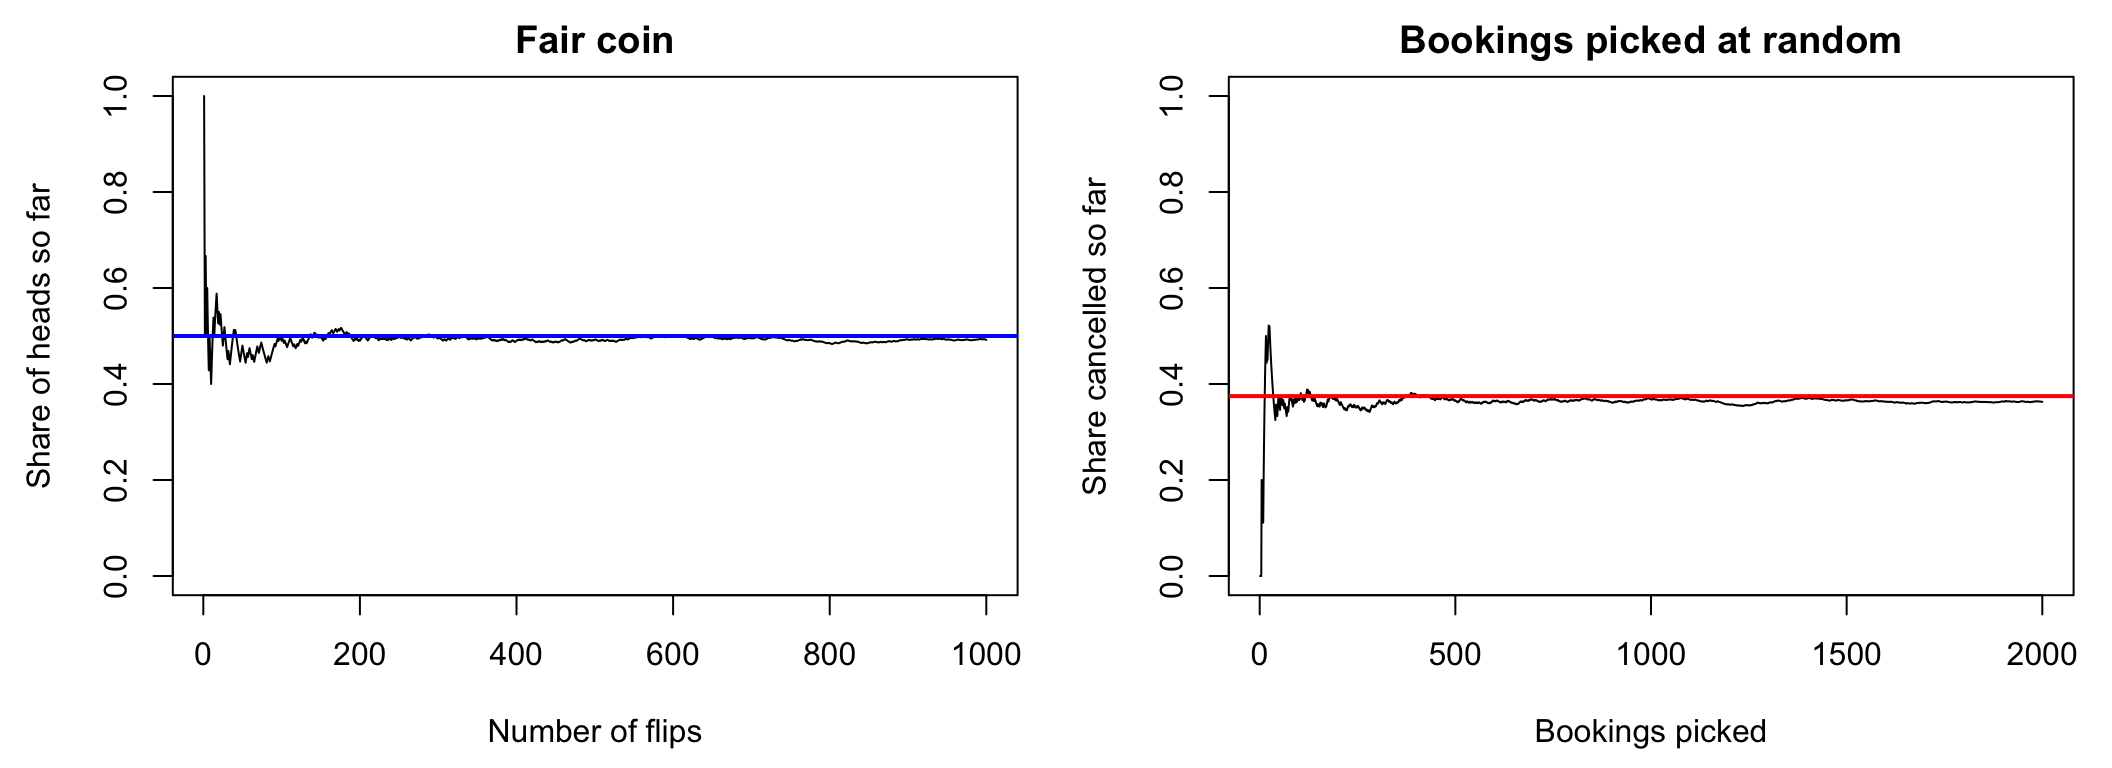 Fair coin
Share of heads so far
1.0
0.8
0.6
0.4
0.2
0.0
0 200 400 600 800 1000
Number of flips
Bookings picked at random
Share cancelled so far
1.0
0.8
0.6
0.4
0.2
0.0
0 500 1000 1500 2000
Bookings picked